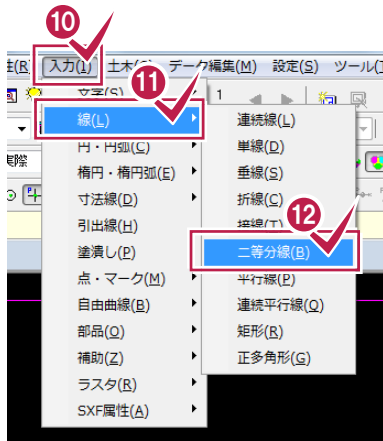 ⑩
性(R) 入力(I) 土木 データ編集(M) 設定(S) ツール(T
⑪
文字(S)
1
線(L)
連続線(L)
円・円弧(C)
単線(D)
実際
楕円・楕円弧(E)
垂線(S)
寸法線(D)
折線(C)
⑫
引出線(H)
接線(T)
塗潰し(P)
二等分線(B)
点・マーク(M)
平行線(P)
自由曲線(B)
連続平行線(Q)
部品(O)
矩形(R)
補助(Z)
正多角形(G)
ラスタ(R)
SXF属性(A)